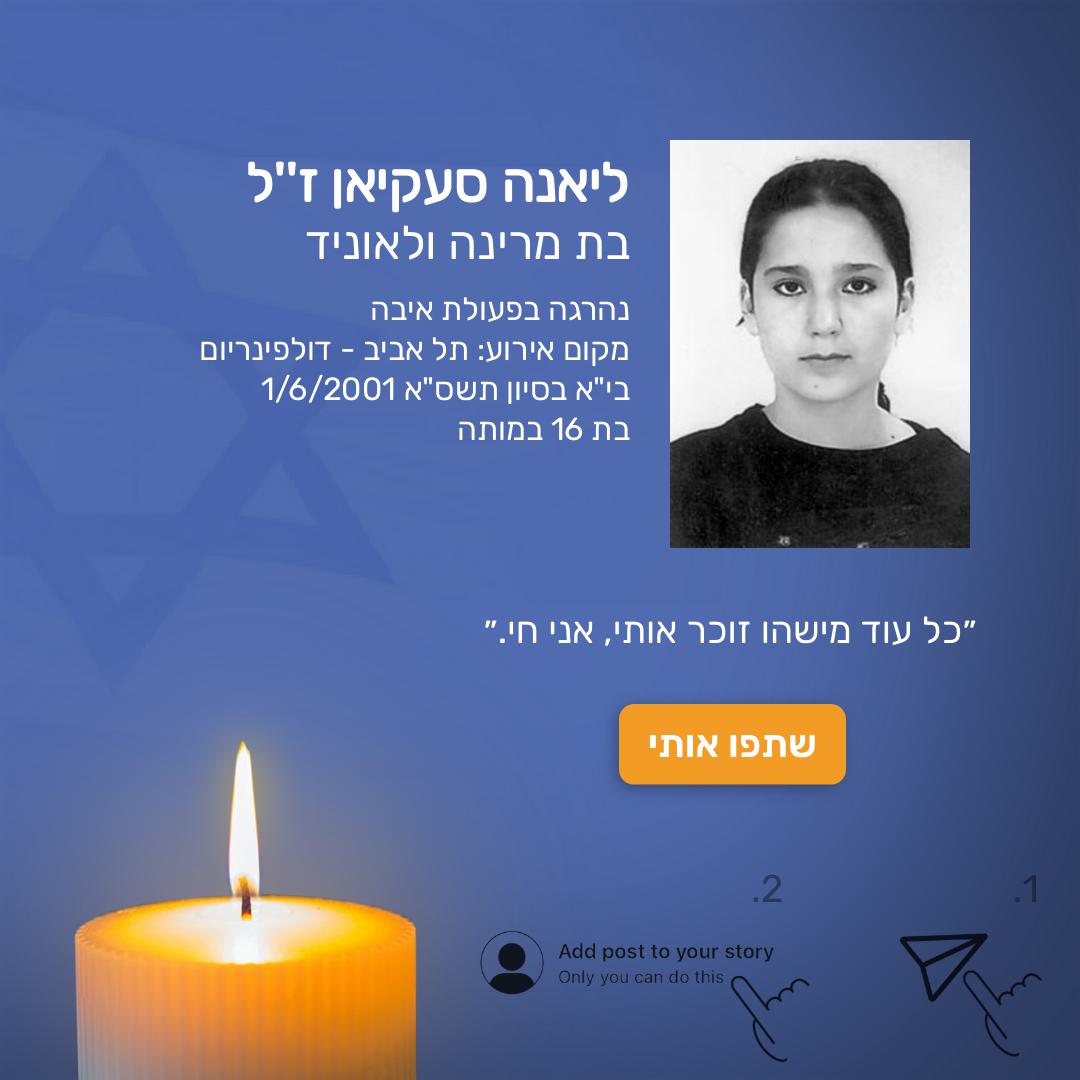 ליאנה סעקיאן ז"ל
בת מרינה ולאוניד
נהרגה בפעולת איבה
מקום אירוע: תל אביב - דולפינריום
בי"א בסיון תשס"א 1/6/2001
בת 16 במותה
״כל עוד מישהו זוכר אותי, אני חי.״
שתפו אותי
.1
.2
Add post to your story
Only you can do this